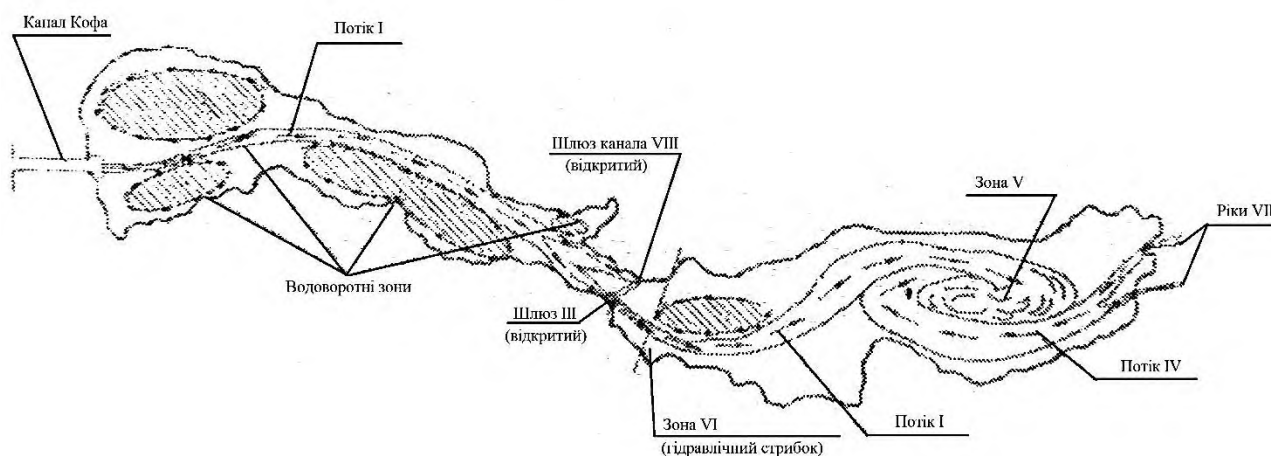 Канал Кофа
Потік I
Шлюз канала VIII
(відкритий)
Зона V
Ріки VII
Водоворотні зони
Шлюз III
(відкритий)
Потік IV
Зона VI
(гідравлічний стрибок)
Потік I